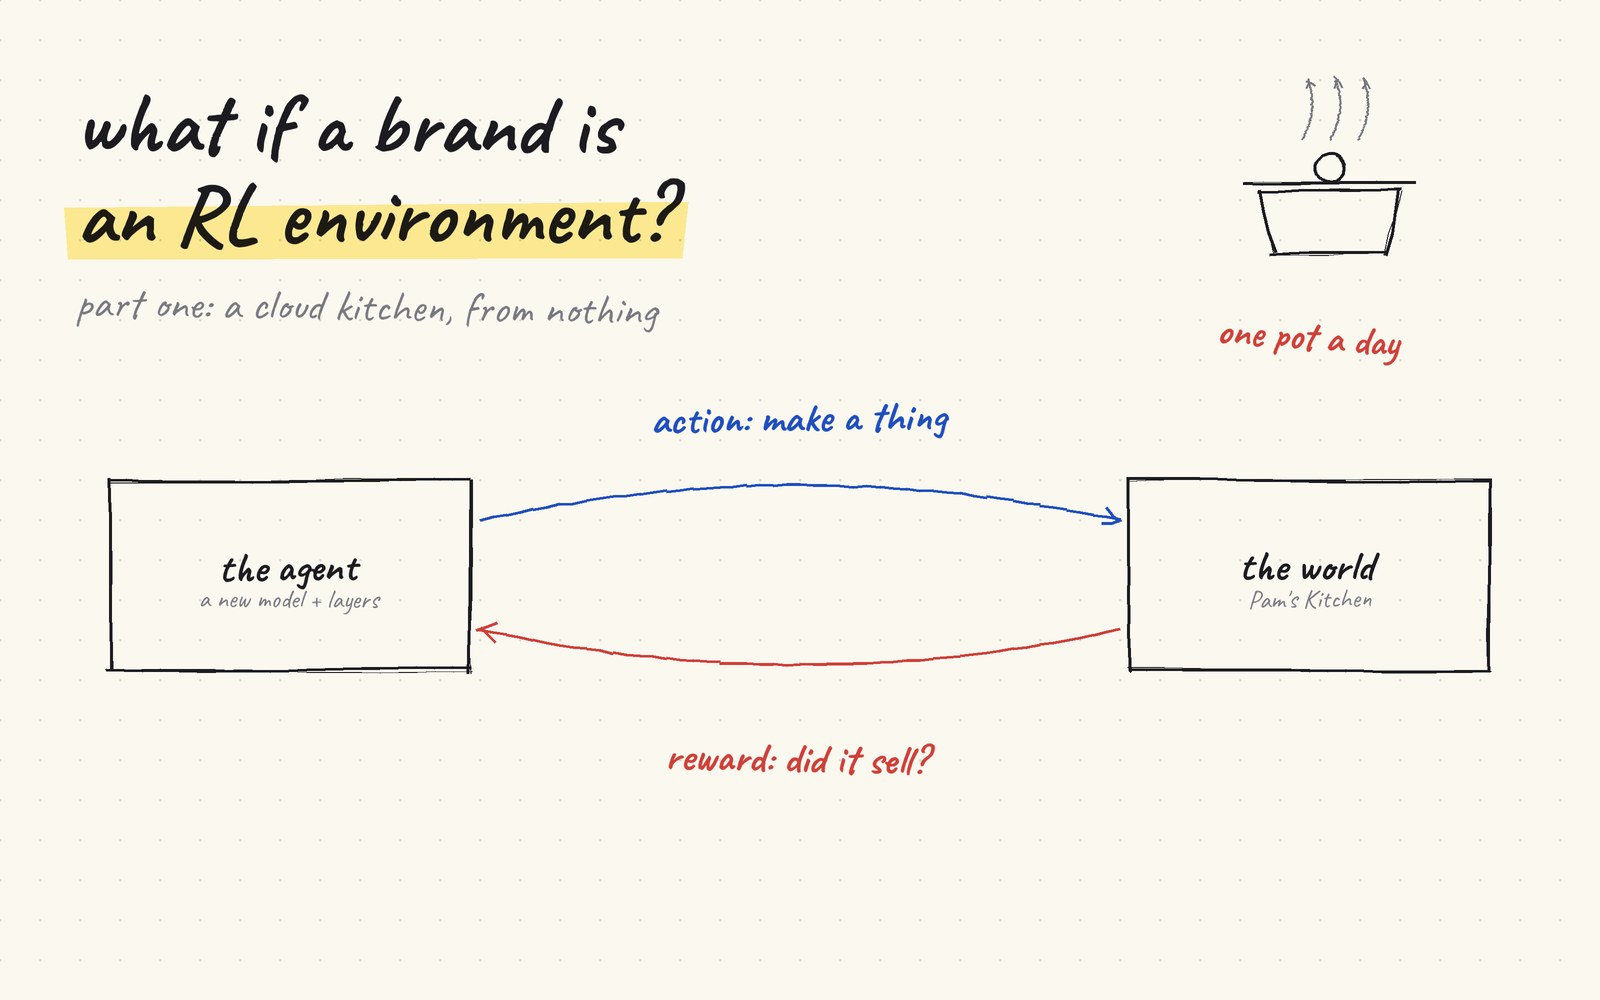 what if a brand is
an RL environment?
part one: a cloud kitchen, from nothing
one pot a day
action: make a thing
the agent
a new model + layers
the world
Pam's Kitchen
reward: did it sell?